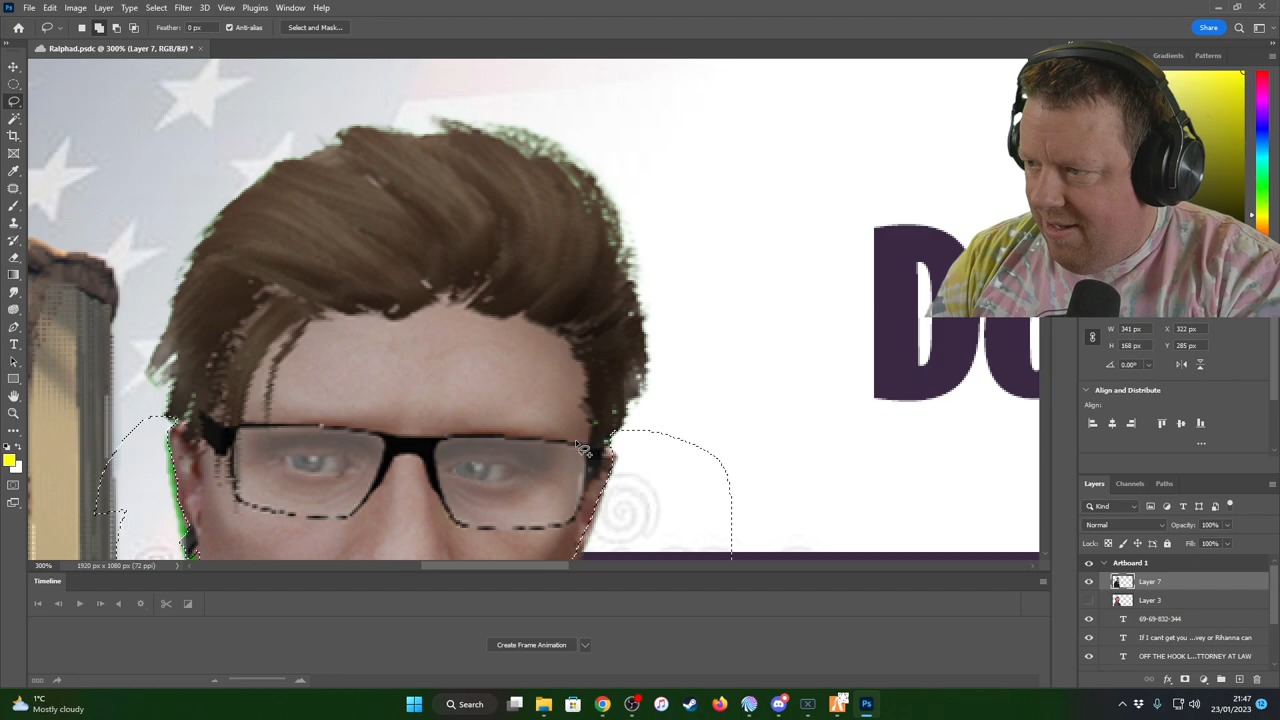 Ps File Edit Image Layer Type Select Filter 3D View Plugins Window Help
Feather: 0 px Anti-alias Select and Mask... Share
Ralphad.psdc @ 300% (Layer 7, RGB/8#) *
Gradients Patterns
DO
W 341 px X 322 px
H 168 px Y 285 px
0.00°
Align and Distribute
Align:
Layers Channels Paths
Kind
Normal Opacity: 100%
Lock: Fill: 100%
Artboard 1
Layer 7
Layer 3
T 69-69-832-344
T If I cant get you ...vey or Rihanna can
T OFF THE HOOK L...TTORNEY AT LAW
300% 1920 px x 1080 px (72 ppi)
Timeline
Create Frame Animation
1°C
Mostly cloudy
Search
Ps
21:47
23/01/2023